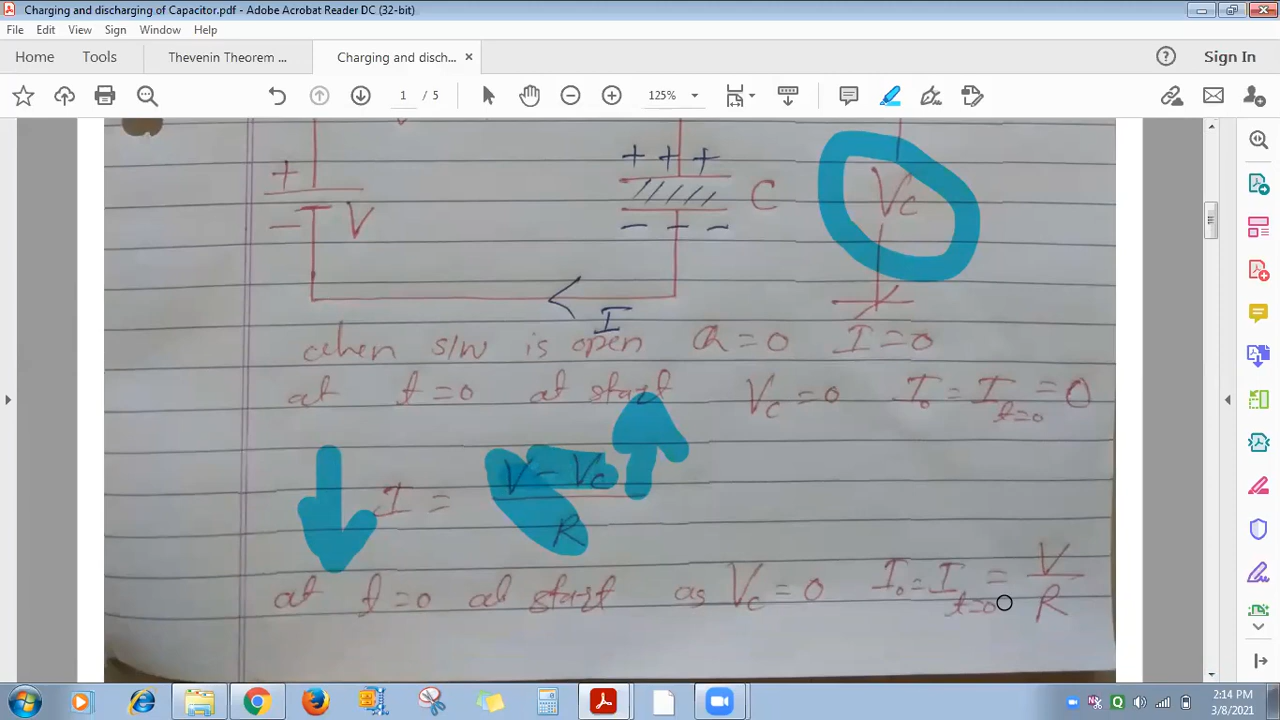 Charging and discharging of Capacitor.pdf - Adobe Acrobat Reader DC (32-bit)
File Edit View Sign Window Help
Home Tools Thevenin Theorem ... Charging and disch... × Sign In
1 / 5 125%
+ + + +
C Vc
- V - - -
I
when s/w is open Q = 0 I = 0
at t = 0 at start Vc = 0 I₀ = I t=0 = 0
I = V - Vc
R
at t = 0 at start as Vc = 0 I₀ = I t=0 = V
R
2:14 PM
3/8/2021